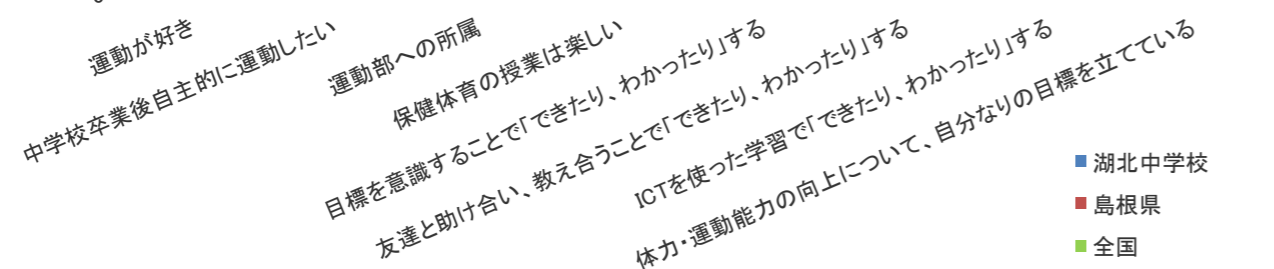 運動が好き
中学校卒業後自主的に運動したい
運動部への所属
保健体育の授業は楽しい
目標を意識することで「できたり、わかったり」する
友達と助け合い、教え合うことで「できたり、わかったり」する
ICTを使った学習で「できたり、わかったり」する
体力・運動能力の向上について、自分なりの目標を立てている
湖北中学校
島根県
全国